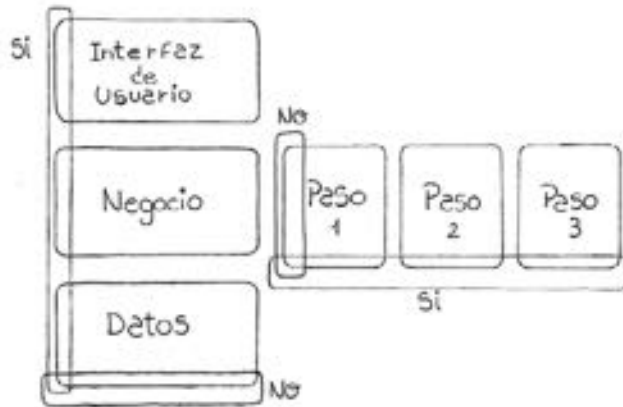 Si
Interfaz
de
Usuario
No
Negocio
Paso
1
Paso
2
Paso
3
Si
Datos
No